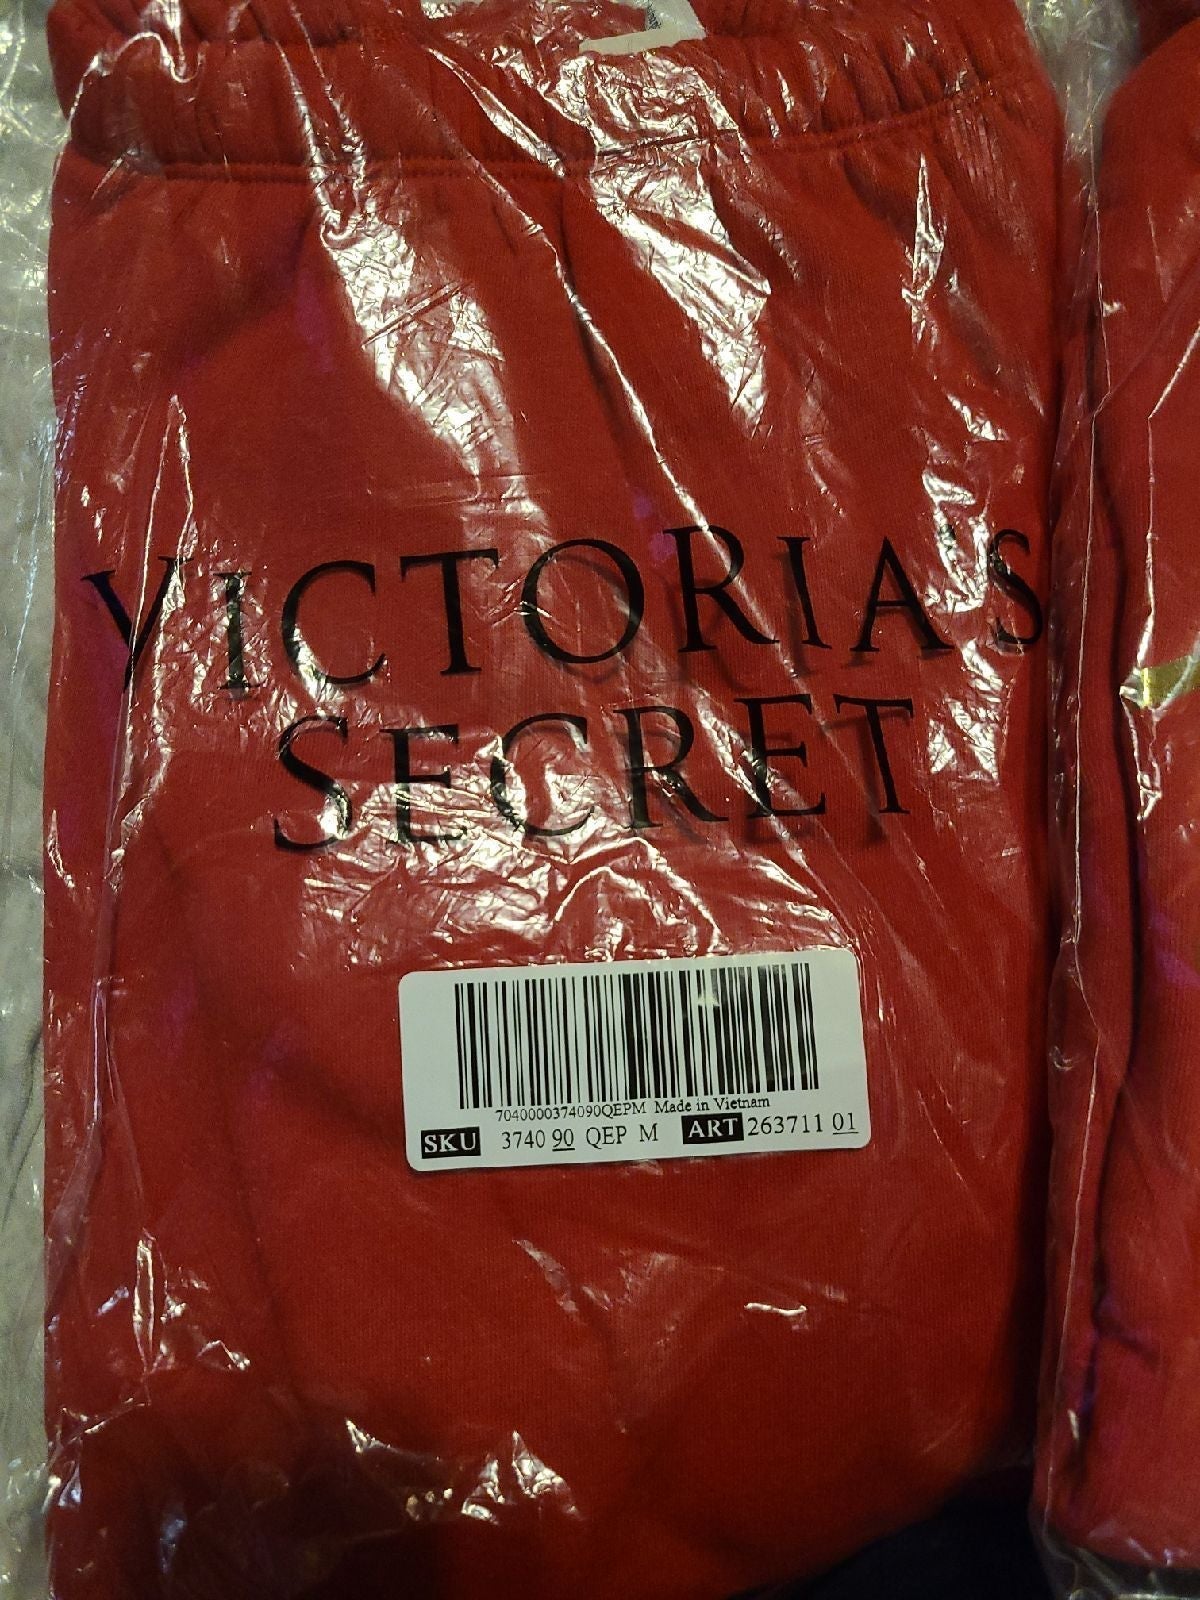 VICTORIA'S
SECRET
7040000374090QEPM Made in Vietnam
SKU 3740 90 QEP M ART 263711 01